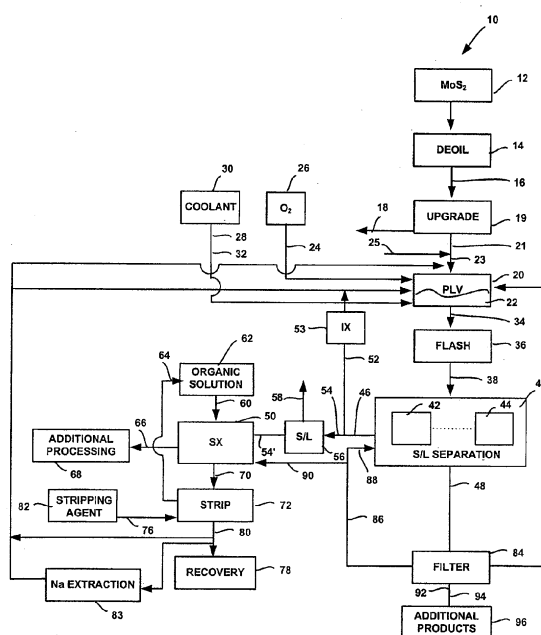 10
MoS₂
12
DEOIL
14
16
30
26
COOLANT
O₂
18
UPGRADE
19
28
24
25
21
32
23
20
PLV
22
53
IX
34
64
62
FLASH
36
52
ORGANIC SOLUTION
58
38
54
46
42
44
4
60
50
66
S/L
S/L SEPARATION
ADDITIONAL PROCESSING
SX
54'
56
68
90
88
70
48
82
STRIPPING AGENT
STRIP
72
86
76
80
FILTER
84
Na EXTRACTION
RECOVERY
78
92
94
83
ADDITIONAL PRODUCTS
96